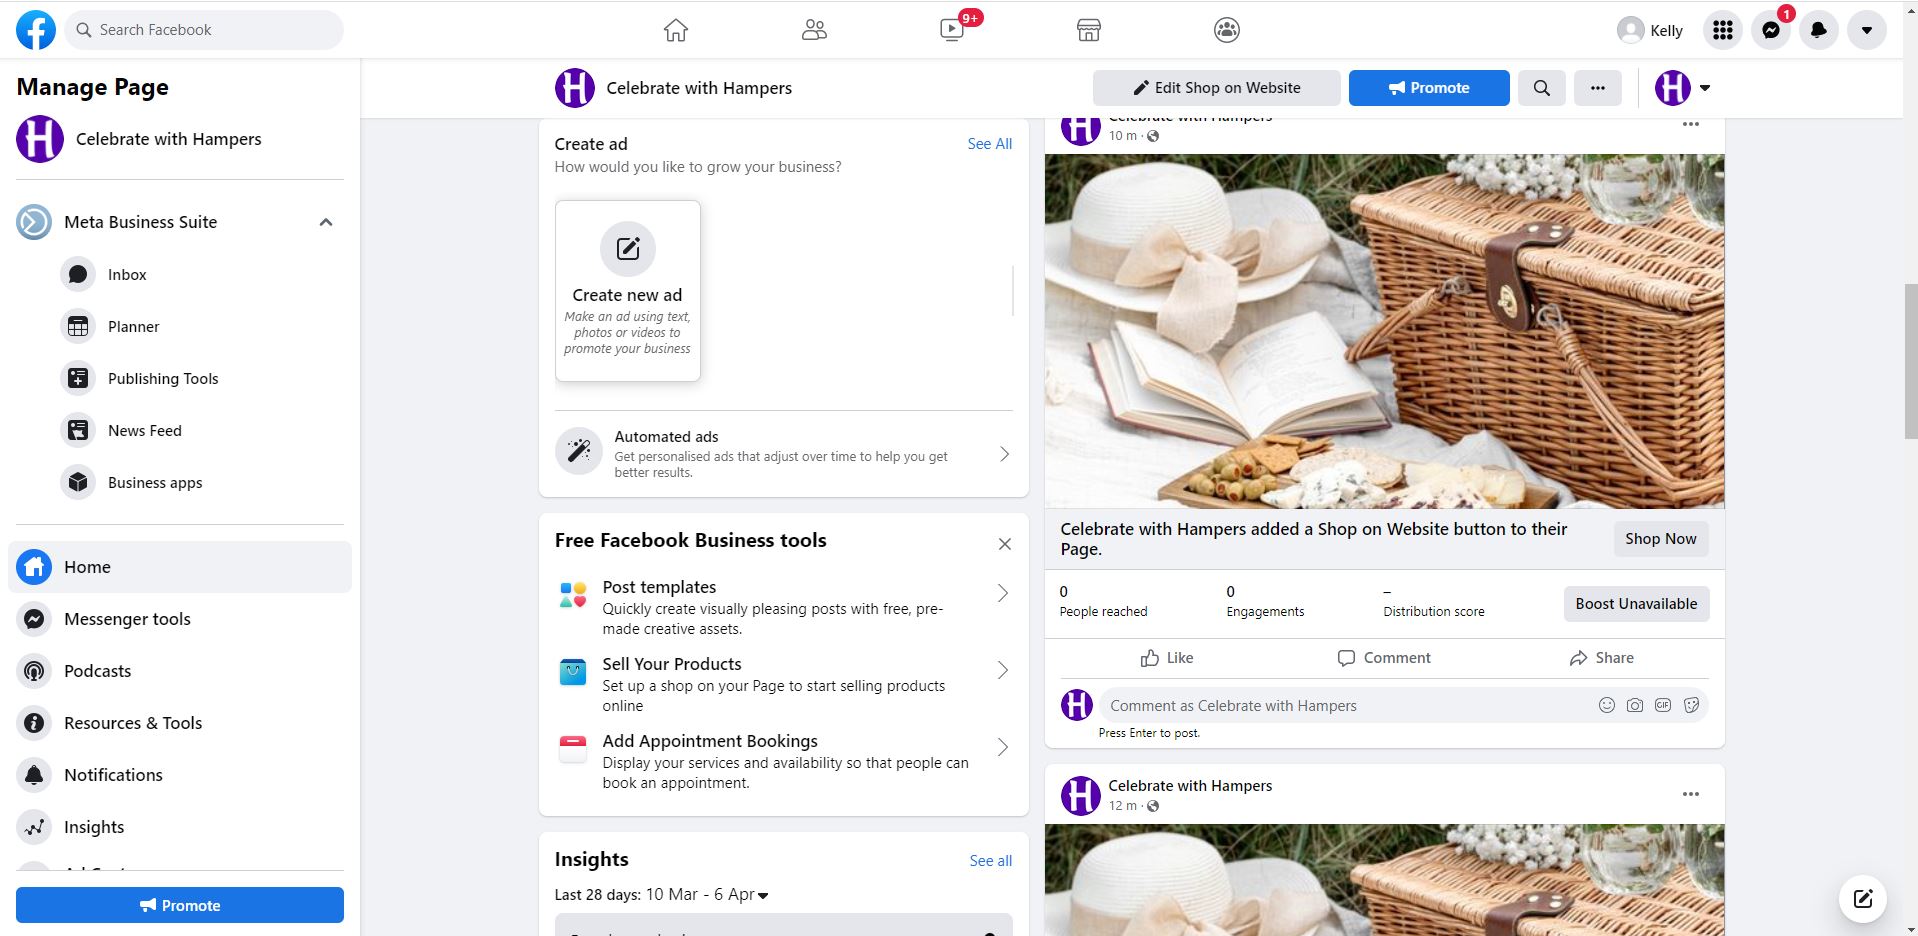 Search Facebook
9+
Kelly
1
Manage Page
Celebrate with Hampers
Meta Business Suite
Inbox
Planner
Publishing Tools
News Feed
Business apps
Home
Messenger tools
Podcasts
Resources & Tools
Notifications
Insights
Promote
H Celebrate with Hampers
Edit Shop on Website
Promote
Create ad
See All
How would you like to grow your business?
Create new ad
Make an ad using text,
photos or videos to
promote your business
Automated ads
Get personalised ads that adjust over time to help you get
better results.
Free Facebook Business tools
Post templates
Quickly create visually pleasing posts with free, pre-
made creative assets.
Sell Your Products
Set up a shop on your Page to start selling products
online
Add Appointment Bookings
Display your services and availability so that people can
book an appointment.
Insights
See all
Last 28 days: 10 Mar - 6 Apr
Celebrate with Hampers
10 m ·
Celebrate with Hampers added a Shop on Website button to their
Page.
Shop Now
0
People reached
0
Engagements
–
Distribution score
Boost Unavailable
Like
Comment
Share
Comment as Celebrate with Hampers
GIF
Press Enter to post.
Celebrate with Hampers
12 m ·